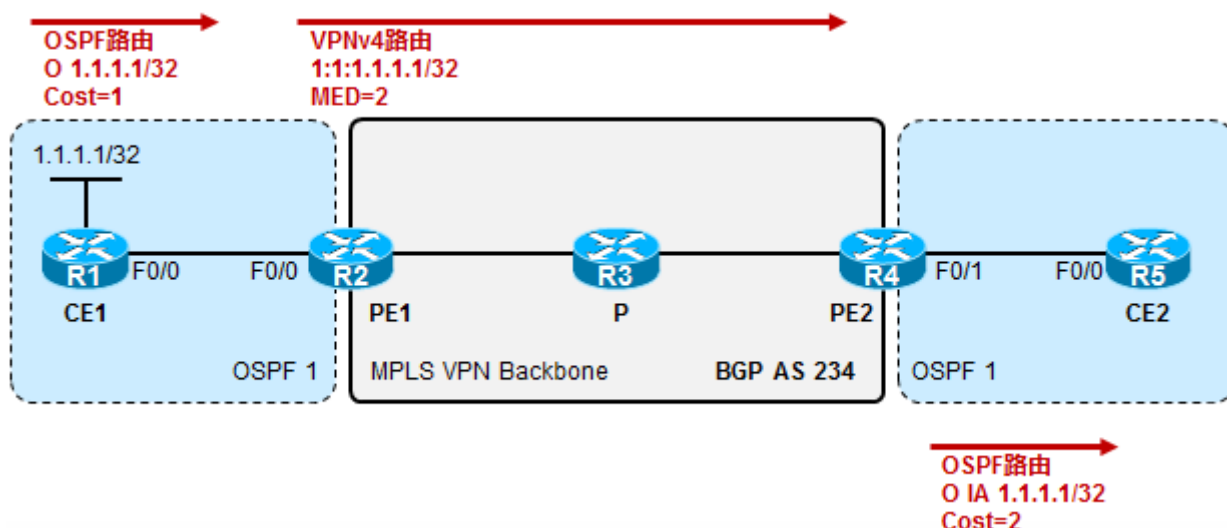 OSPF路由
O 1.1.1.1/32
Cost=1
VPNv4路由
1:1:1.1.1.1/32
MED=2
1.1.1.1/32
R1
F0/0
F0/0
R2
R3
R4
F0/1
F0/0
R5
CE1
PE1
P
PE2
CE2
OSPF 1
MPLS VPN Backbone
BGP AS 234
OSPF 1
OSPF路由
O IA 1.1.1.1/32
Cost=2